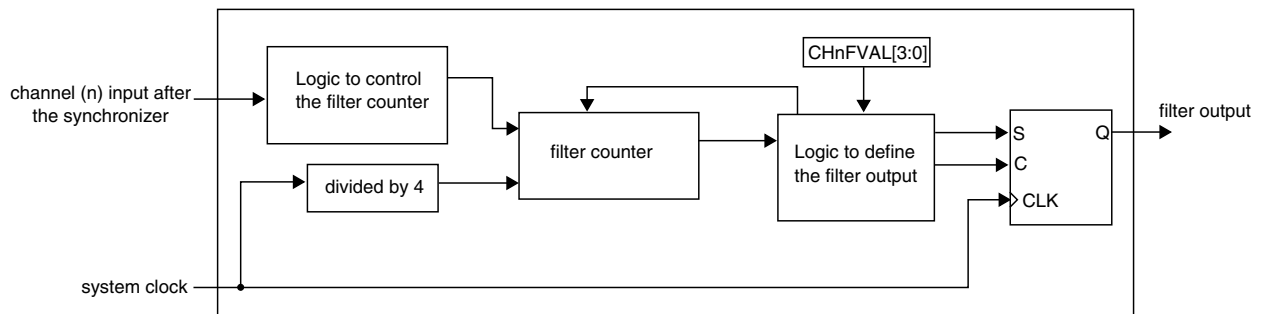 CHnFVAL[3:0]
Logic to control
the filter counter
channel (n) input after
the synchronizer
filter counter
Logic to define
the filter output
S
Q
C
CLK
filter output
divided by 4
system clock